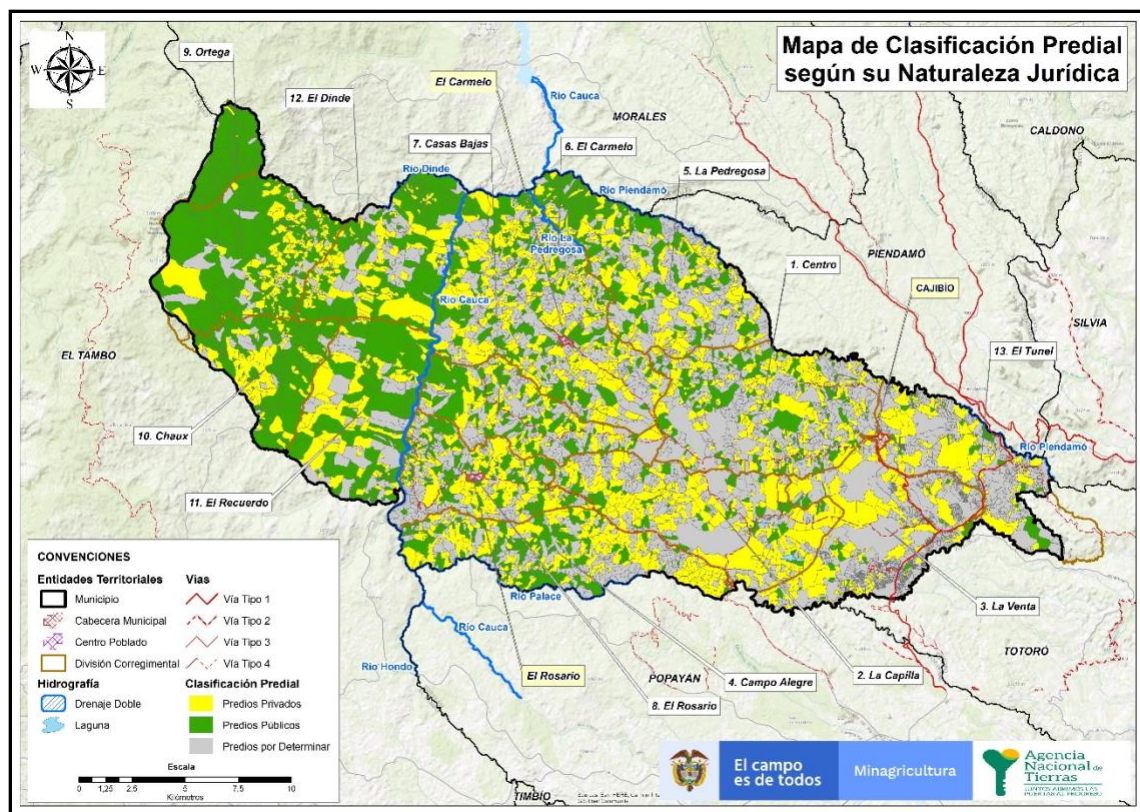 Mapa de Clasificación Predial
según su Naturaleza Jurídica
N
W E
S
9. Ortega
12. El Dinde
El Carmelo
7. Casas Bajas
Río Cauca
MORALES
6. El Carmelo
CALDONO
Río Dinde
Río Piendamó
5. La Pedregosa
Río La
Pedregosa
PIENDAMÓ
1. Centro
CAJIBÍO
Río Cauca
SILVIA
EL TAMBO
13. El Tunel
10. Chaux
Río Piendamó
11. El Recuerdo
3. La Venta
Río Palace
TOTORÓ
Río Cauca
2. La Capilla
Río Hondo
El Rosario
POPAYÁN
4. Campo Alegre
8. El Rosario
TIMBÍO
CONVENCIONES
Entidades Territoriales
Municipio
Cabecera Municipal
Centro Poblado
División Corregimental
Hidrografía
Drenaje Doble
Laguna
Vias
Vía Tipo 1
Vía Tipo 2
Vía Tipo 3
Vía Tipo 4
Clasificación Predial
Predios Privados
Predios Públicos
Predios por Determinar
Escala
0 1,25 2.5 5 7.5 10
Kilómetros
El campo
es de todos
Minagricultura
Agencia
Nacional de
Tierras